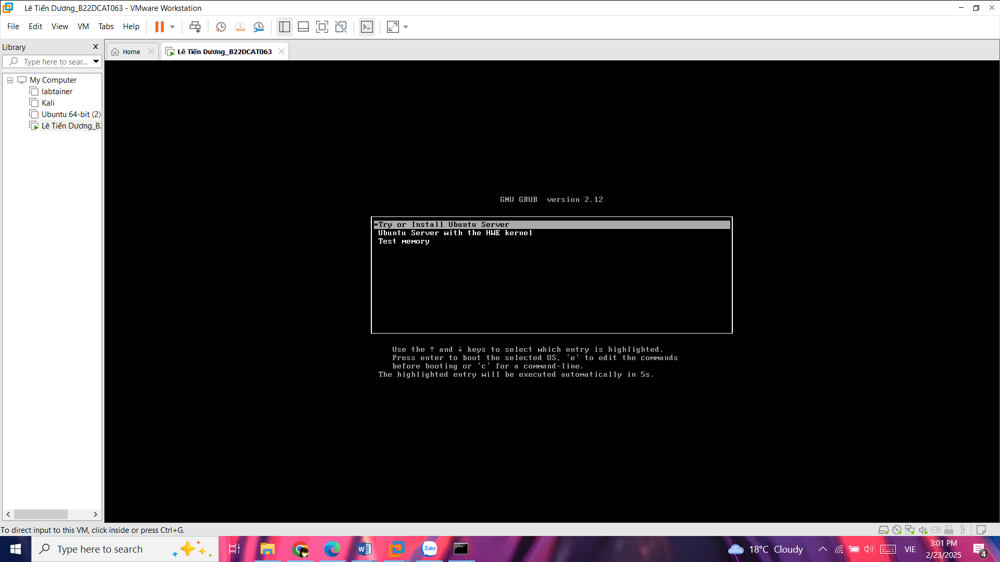 Lê Tiến Dương_B22DCAT063 - VMware Workstation
File Edit View VM Tabs Help
Library
Type here to sear...
Home
Lê Tiến Dương_B22DCAT063
My Computer
labtainer
Kali
Ubuntu 64-bit (2)
Lê Tiến Dương_B
GNU GRUB version 2.12
*Try or Install Ubuntu Server
Ubuntu Server with the HWE kernel
Test memory
Use the ↑ and ↓ keys to select which entry is highlighted.
Press enter to boot the selected OS, `e' to edit the commands
before booting or `c' for a command-line.
The highlighted entry will be executed automatically in 5s.
To direct input to this VM, click inside or press Ctrl+G.
Type here to search
Zalo
18°C Cloudy
VIE
3:01 PM
2/23/2025
4